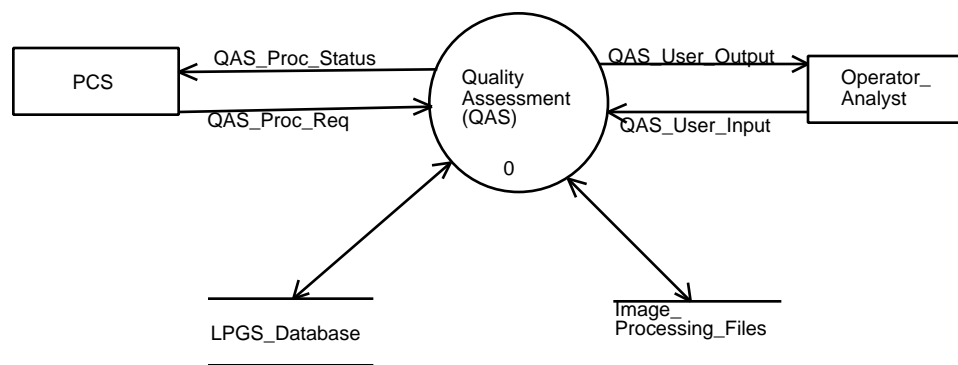 QAS_Proc_Status
PCS
QAS_Proc_Req
Quality
Assessment
(QAS)
0
QAS_User_Output
Operator_
Analyst
QAS_User_Input
LPGS_Database
Image_
Processing_Files